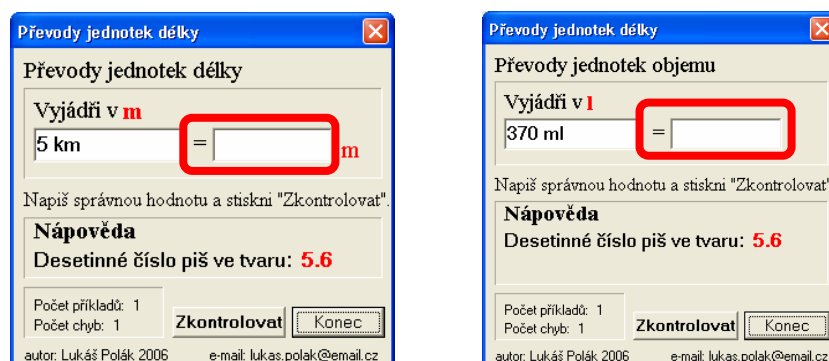 Převody jednotek délky
Převody jednotek délky
Vyjádři v m
5 km = m
Napiš správnou hodnotu a stiskni "Zkontrolovat".
Nápověda
Desetinné číslo piš ve tvaru: 5.6
Počet příkladů: 1
Počet chyb: 1
Zkontrolovat Konec
autor: Lukáš Polák 2006 e-mail: lukas.polak@email.cz
Převody jednotek délky
Převody jednotek objemu
Vyjádři v l
370 ml =
Napiš správnou hodnotu a stiskni "Zkontrolovat"
Nápověda
Desetinné číslo piš ve tvaru: 5.6
Počet příkladů: 1
Počet chyb: 1
Zkontrolovat Konec
autor: Lukáš Polák 2006 e-mail: lukas.polak@email.cz